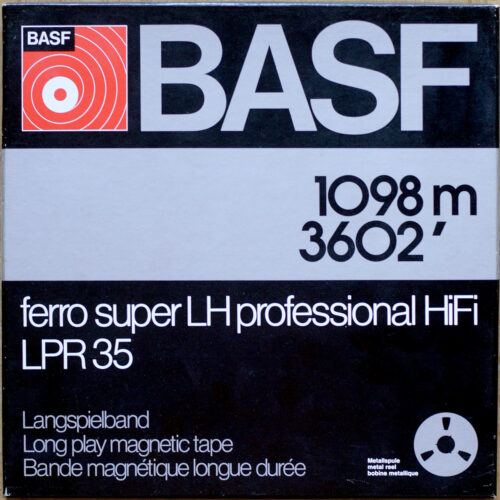 BASF
BASF
1098 m
3602'
ferro super LH professional HiFi
LPR 35
Langspielband
Long play magnetic tape
Bande magnétique longue durée
Metallspule
metal reel
bobine metallique